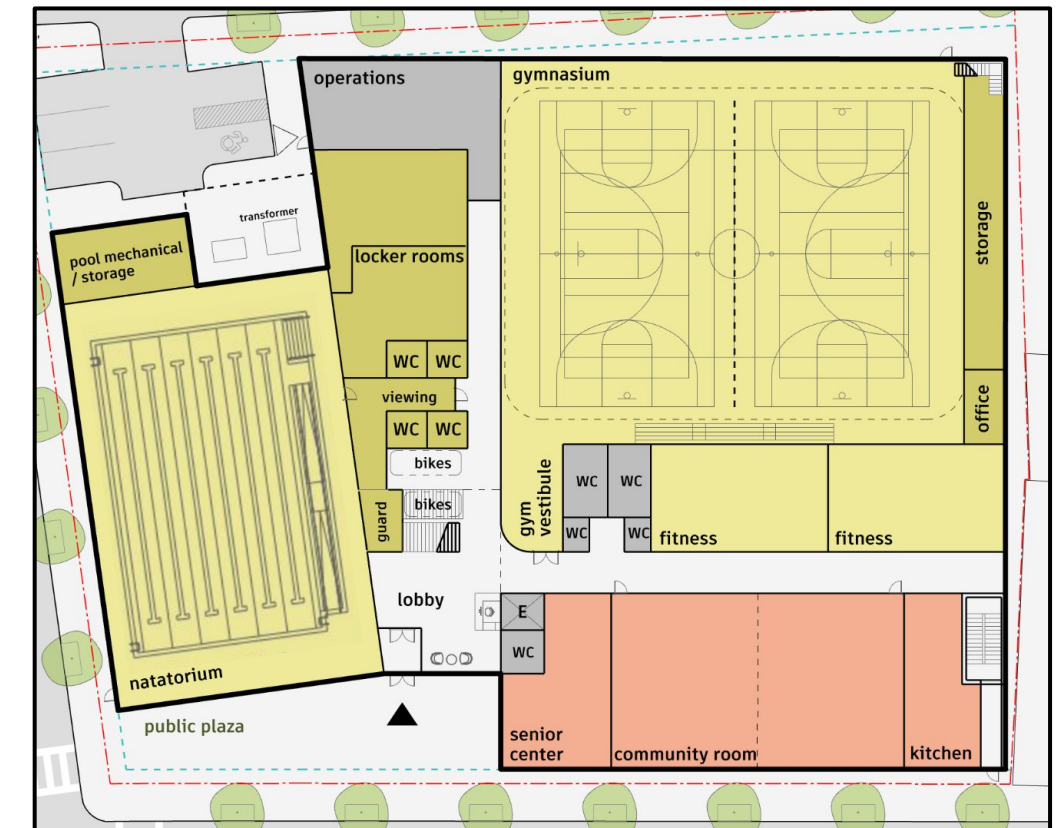 operations
gymnasium
transformer
pool mechanical
/ storage
locker rooms
storage
WC WC
viewing
office
WC WC
bikes
bikes
guard
gym
vestibule
WC WC
WC WC
fitness
fitness
lobby
E
WC
natatorium
public plaza
senior
center
community room
kitchen